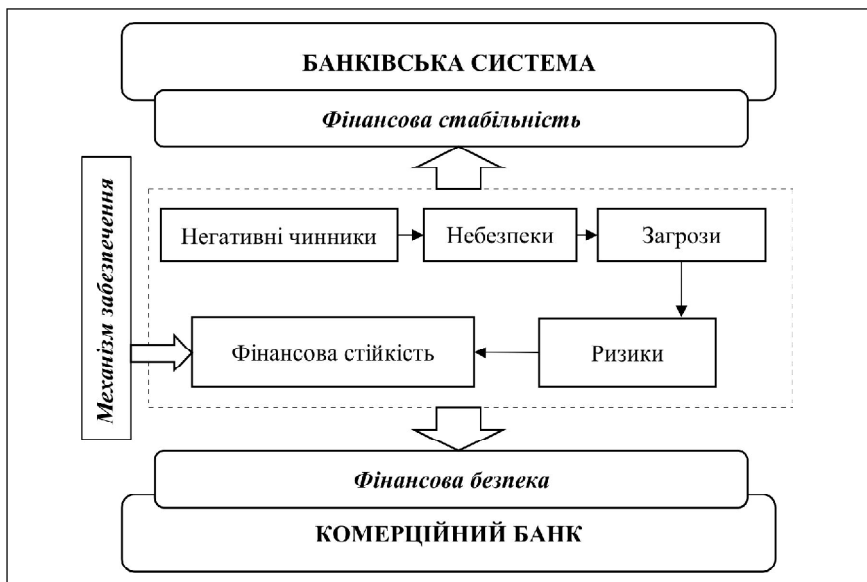 БАНКІВСЬКА СИСТЕМА
Фінансова стабільність
Механізм забезпечення
Негативні чинники
Небезпеки
Загрози
Фінансова стійкість
Ризики
Фінансова безпека
КОМЕРЦІЙНИЙ БАНК